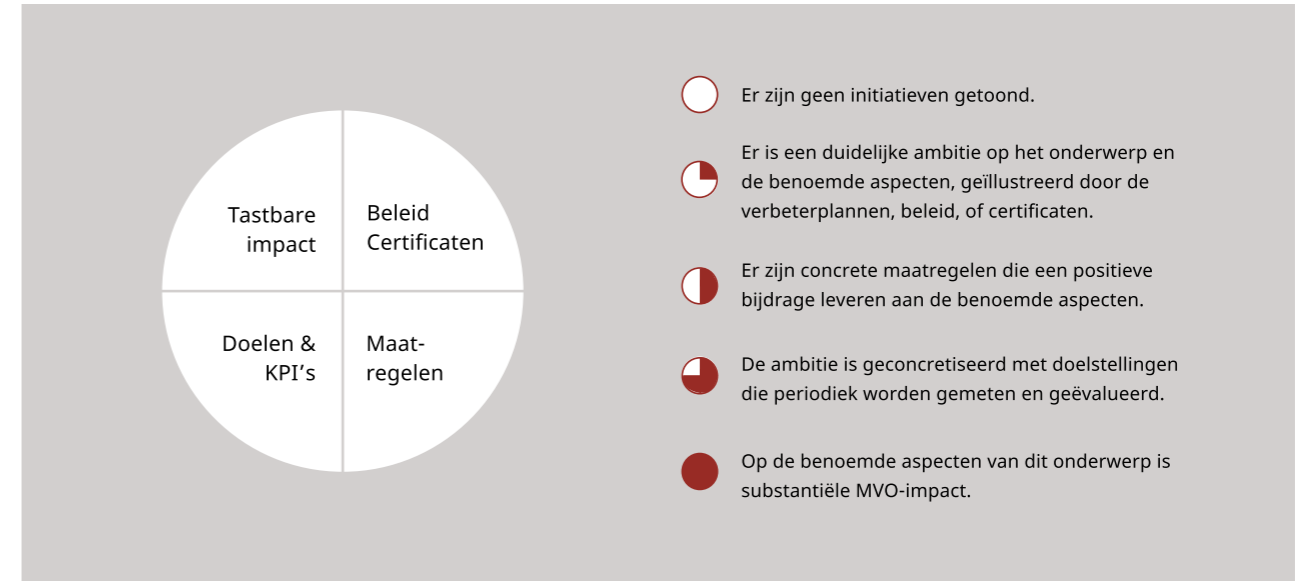 Tastbare
impact
Beleid
Certificaten
Doelen &
KPI’s
Maat-
regelen
Er zijn geen initiatieven getoond.
Er is een duidelijke ambitie op het onderwerp en
de benoemde aspecten, geïllustreerd door de
verbeterplannen, beleid, of certificaten.
Er zijn concrete maatregelen die een positieve
bijdrage leveren aan de benoemde aspecten.
De ambitie is geconcretiseerd met doelstellingen
die periodiek worden gemeten en geëvalueerd.
Op de benoemde aspecten van dit onderwerp is
substantiële MVO-impact.